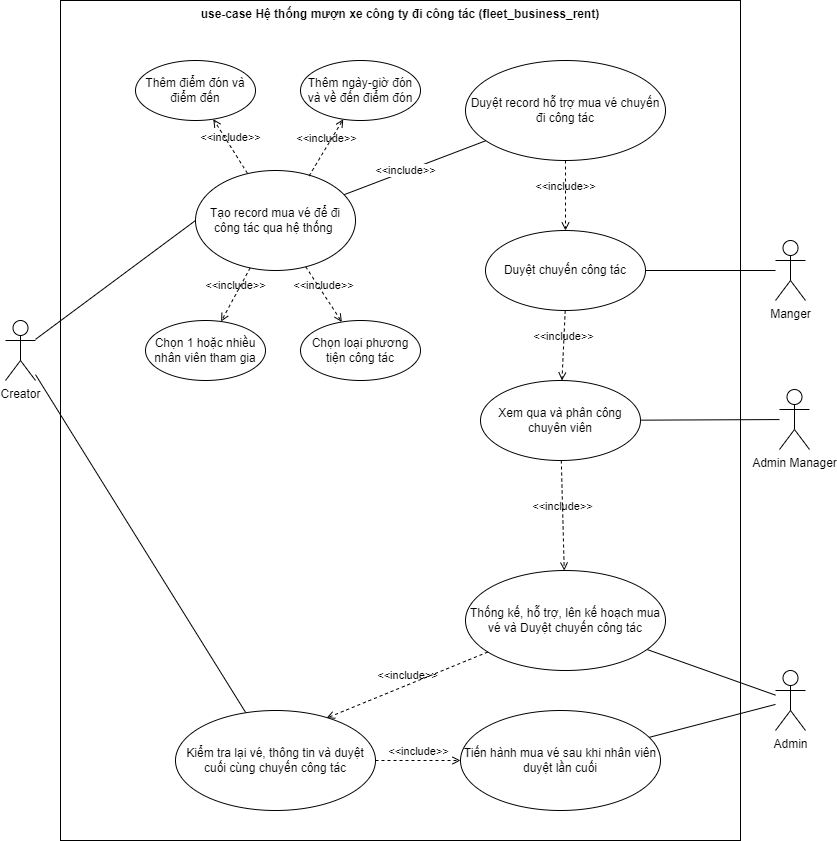 use-case Hệ thống mượn xe công ty đi công tác (fleet_business_rent)
Thêm điểm đón và
điểm đến
Thêm ngày-giờ đón
và về đến điểm đón
Duyệt record hỗ trợ mua vé chuyến
đi công tác
<<include>>
<<include>>
<<include>>
<<include>>
Tạo record mua vé để đi
công tác qua hệ thống
Duyệt chuyến công tác
Manger
<<include>>
<<include>>
<<include>>
Chọn 1 hoặc nhiều
nhân viên tham gia
Chọn loại phương
tiện công tác
Creator
Xem qua và phân công
chuyên viên
Admin Manager
<<include>>
Thống kế, hỗ trợ, lên kế hoạch mua
vé và Duyệt chuyến công tác
<<include>>
Admin
Kiểm tra lại vé, thông tin và duyệt
cuối cùng chuyến công tác
<<include>>
Tiến hành mua vé sau khi nhân viên
duyệt lần cuối